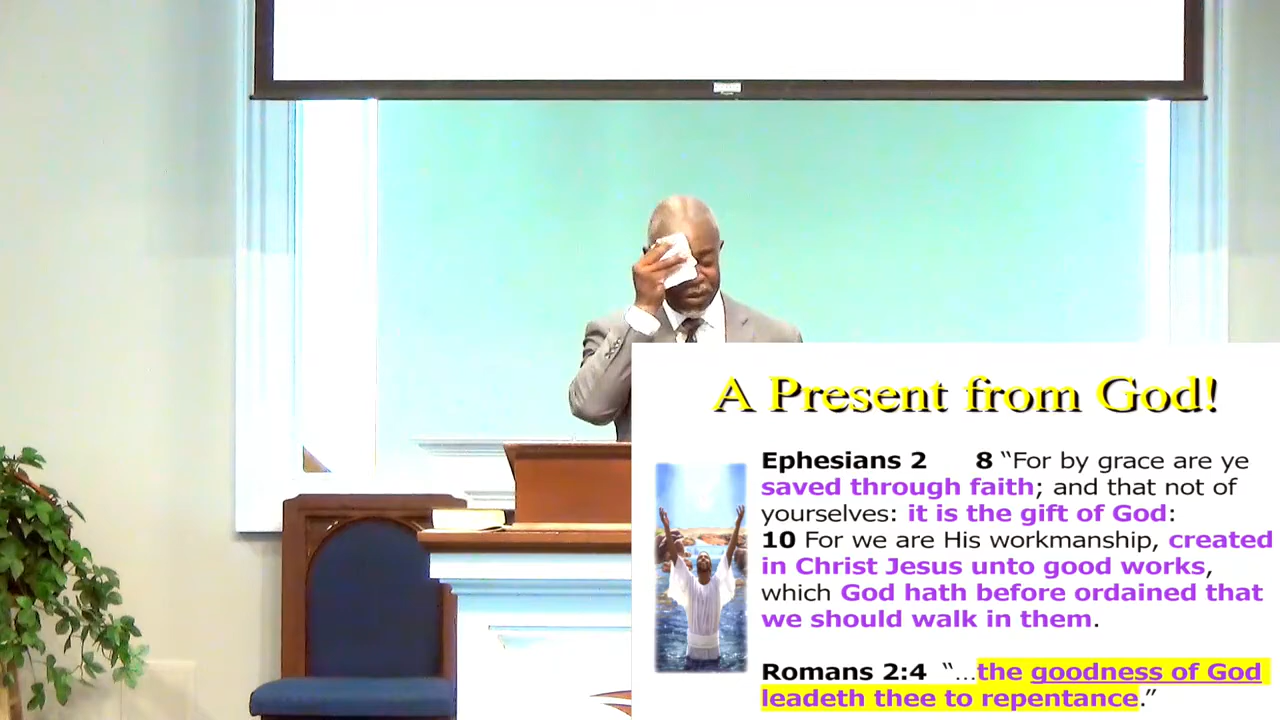 A Present from God!
Ephesians 2 8 “For by grace are ye
saved through faith; and that not of
yourselves: it is the gift of God:
10 For we are His workmanship, created
in Christ Jesus unto good works,
which God hath before ordained that
we should walk in them.
Romans 2:4 “...the goodness of God
leadeth thee to repentance.”